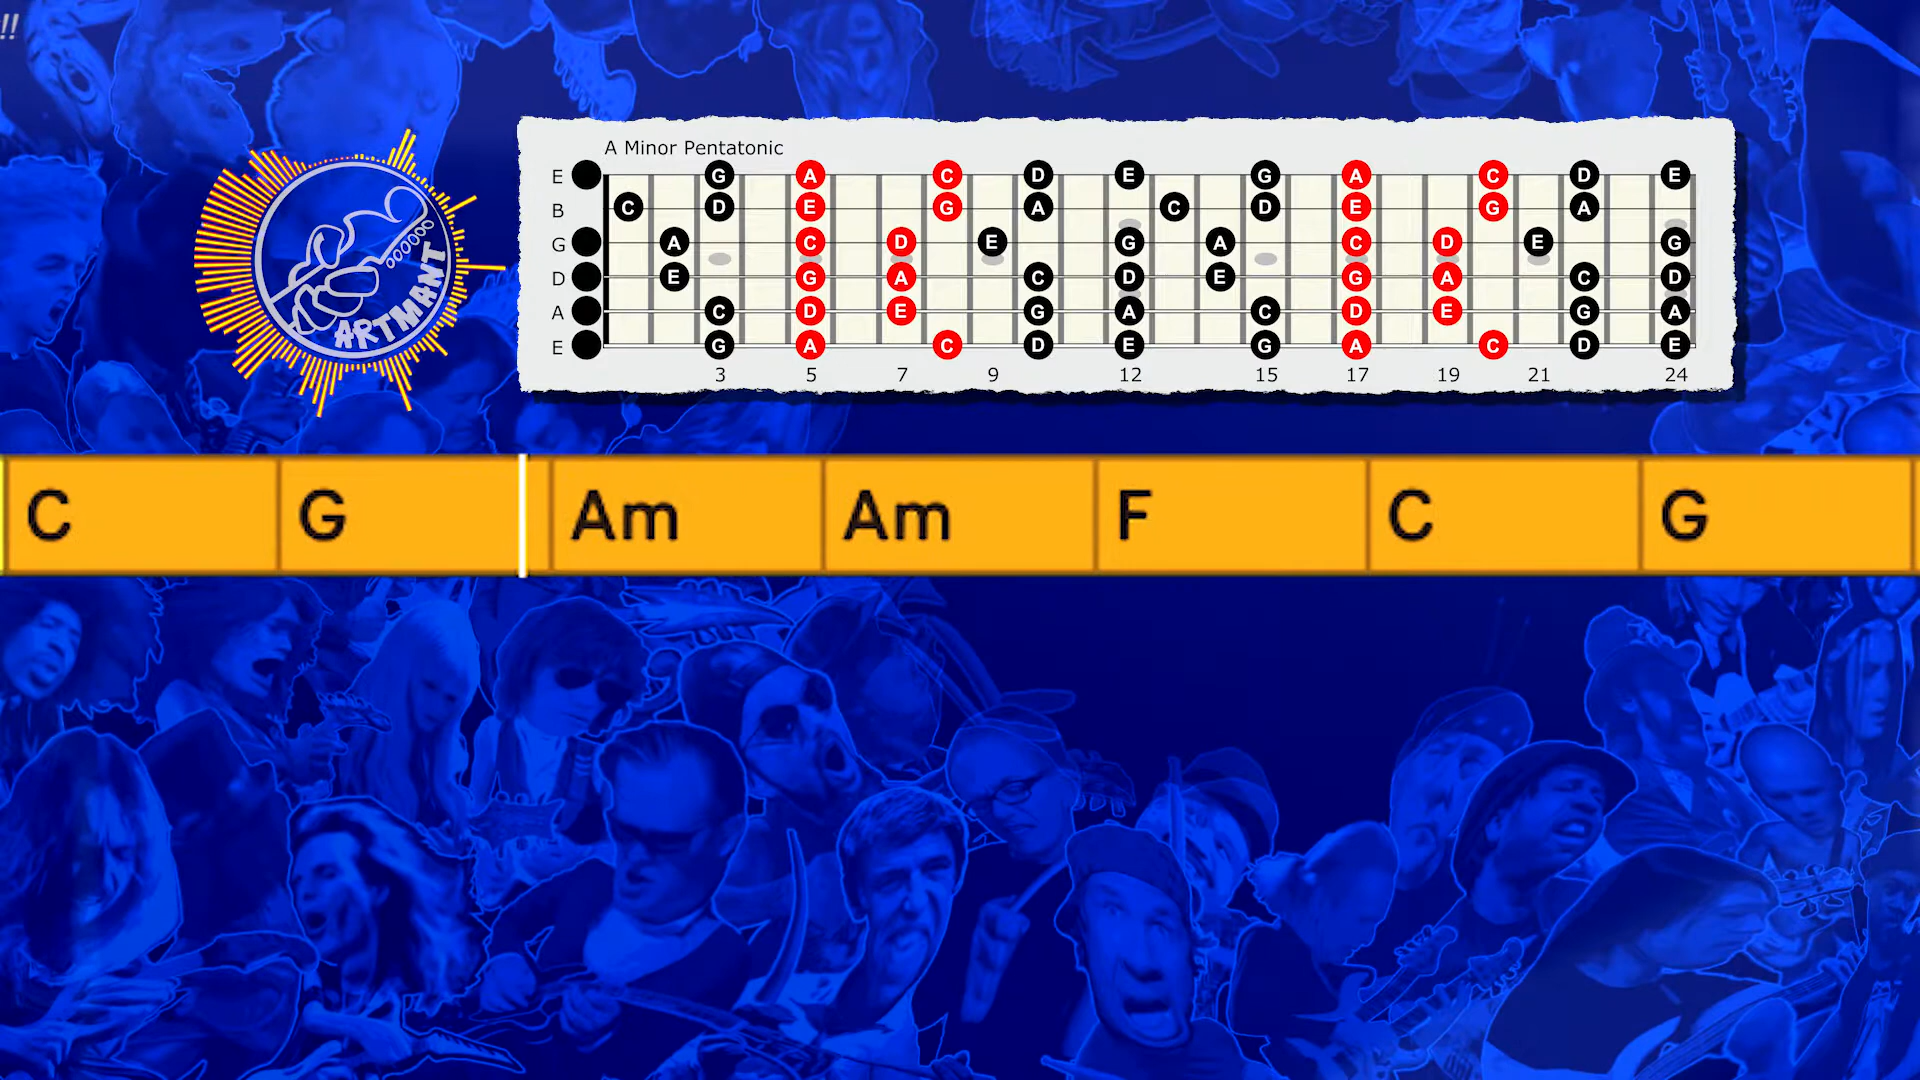 !!
A Minor Pentatonic
E G A C D E G A C D E
B C D E G A C D E G A
G A C D E G A C D E G
D E G A C D E G A C D
A C D E G A C D E G A
E G A C D E G A C D E
3 5 7 9 12 15 17 19 21 24
ARTMANT
C G Am Am F C G